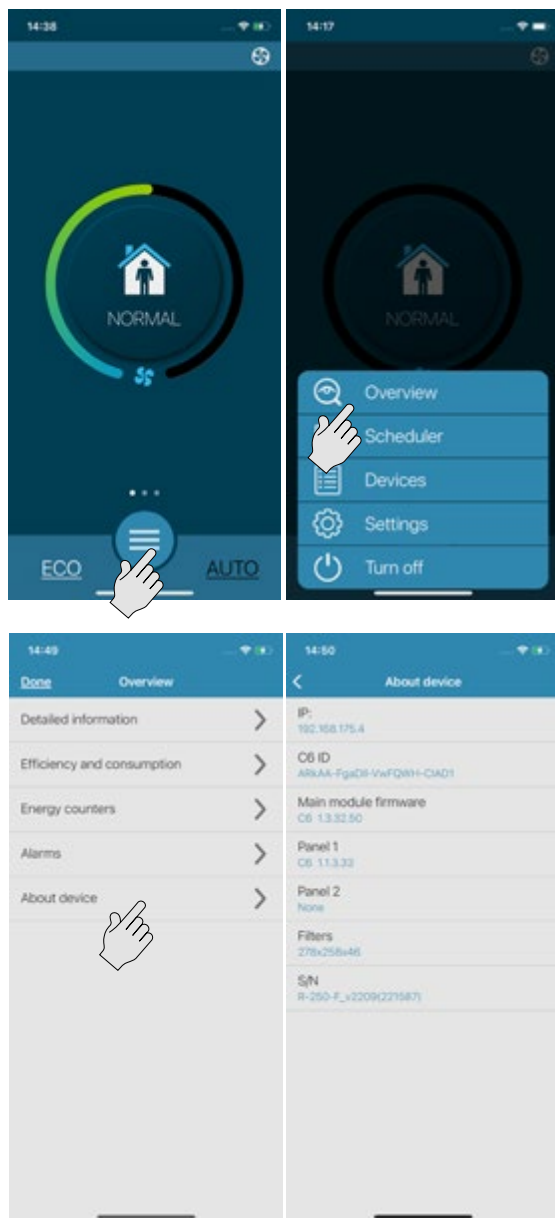 14:38
NORMAL
ECO
AUTO
14:17
NORMAL
Overview
Scheduler
Devices
Settings
Turn off
14:49
Done Overview
Detailed information
Efficiency and consumption
Energy counters
Alarms
About device
14:50
About device
IP:
192.168.175.4
C6 ID
Main module firmware
C6 1.3.32.50
Panel 1
C6 1.1.3.33
Panel 2
None
Filters
278x258x46
S/N
R-250-F_v2209(221587)